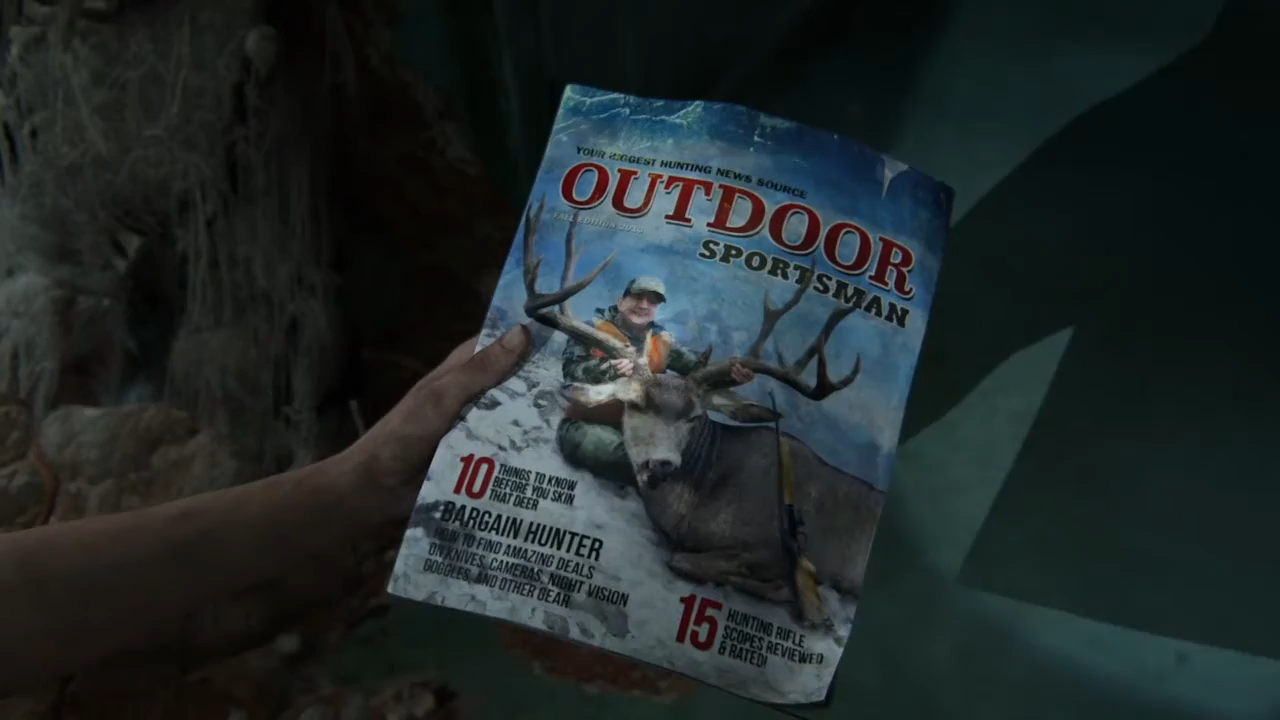 YOUR BIGGEST HUNTING NEWS SOURCE
OUTDOOR
FALL EDITION
SPORTSMAN
10 THINGS TO KNOW
BEFORE YOU SKIN
THAT DEER
BARGAIN HUNTER
HOW TO FIND AMAZING DEALS
ON KNIVES, CAMERAS, NIGHT VISION
GOGGLES, AND OTHER GEAR
15 HUNTING RIFLE
SCOPES REVIEWED
& RATED!